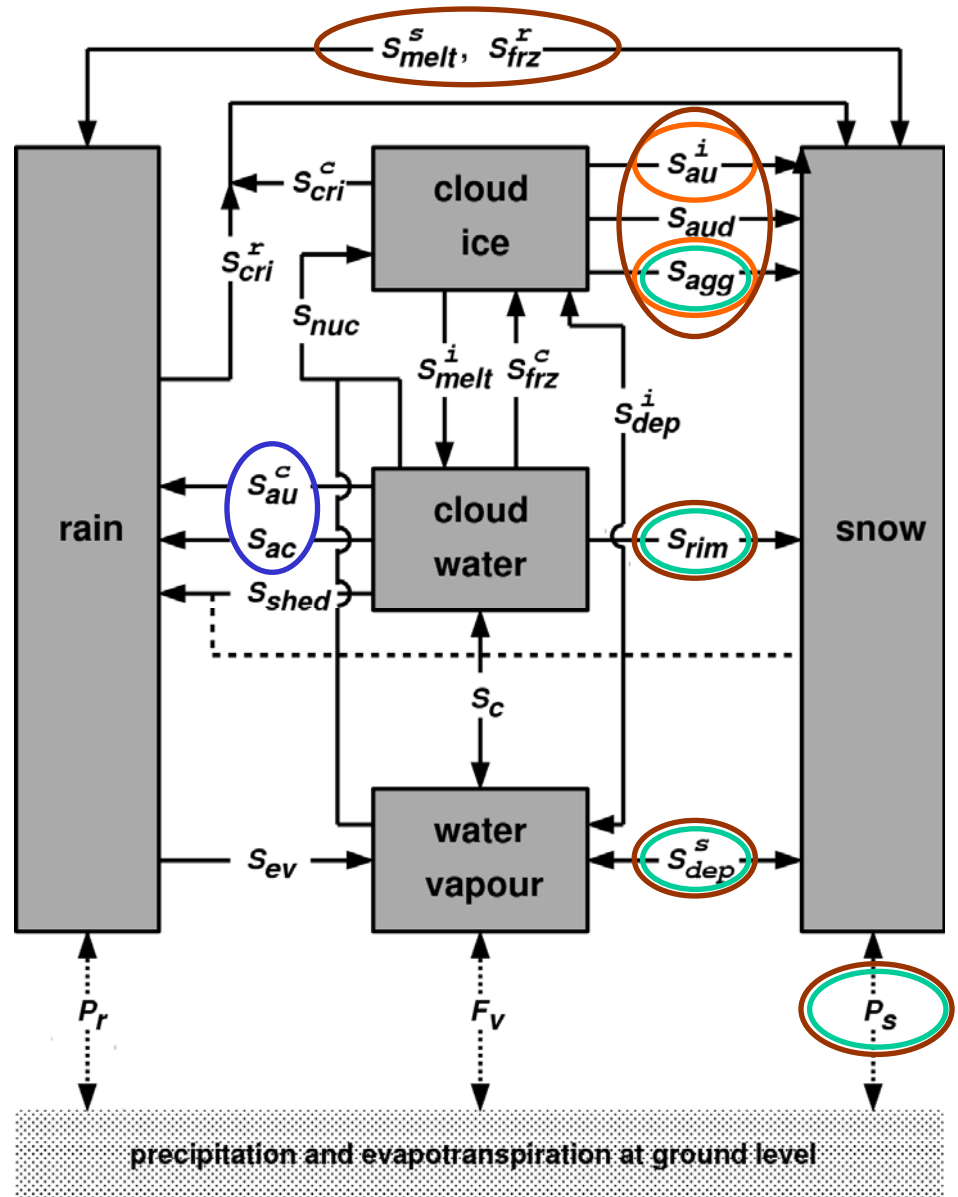 S^s_melt, S^r_frz
cloud
ice
S^c_cri
S^i_au
S_aud
S_agg
S^r_cri
S_nuc
S^i_melt
S^c_frz
S^i_dep
rain
S^c_au
S_ac
S_shed
cloud
water
S_rim
snow
S_c
water
vapour
S_ev
S^s_dep
P_r
F_v
P_s
precipitation and evapotranspiration at ground level